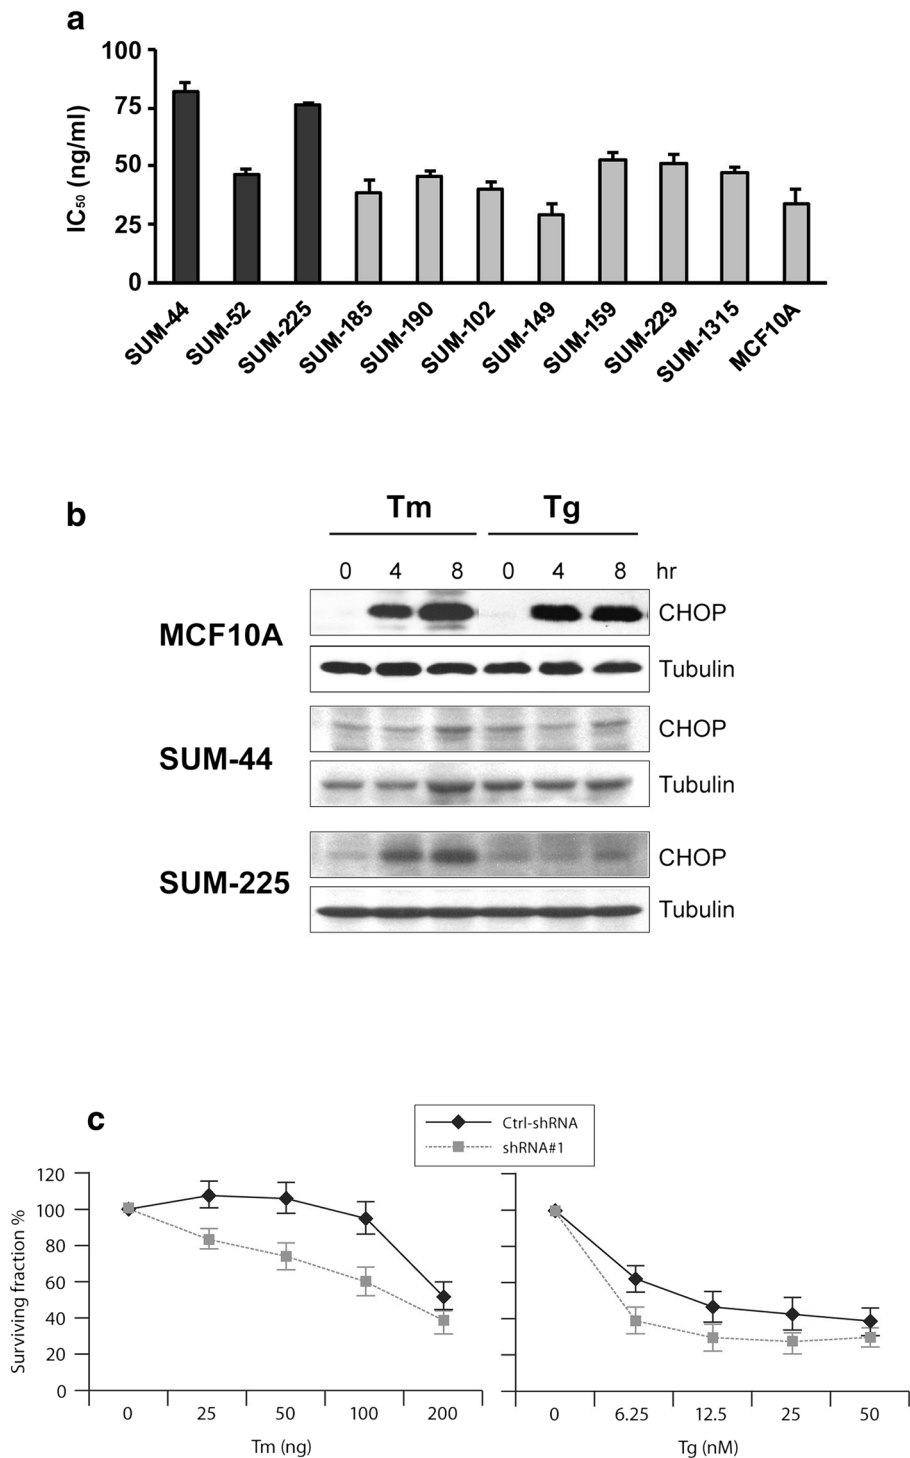 a
100
75
50
25
0
IC50 (ng/ml)
SUM-44
SUM-52
SUM-225
SUM-185
SUM-190
SUM-102
SUM-149
SUM-159
SUM-229
SUM-1315
MCF10A
b
Tm Tg
0 4 8 0 4 8 hr
MCF10A
CHOP
Tubulin
SUM-44
CHOP
Tubulin
SUM-225
CHOP
Tubulin
c
Ctrl-shRNA
shRNA#1
120
100
80
60
40
20
0
Surviving fraction %
0 25 50 100 200
Tm (ng)
0 6.25 12.5 25 50
Tg (nM)